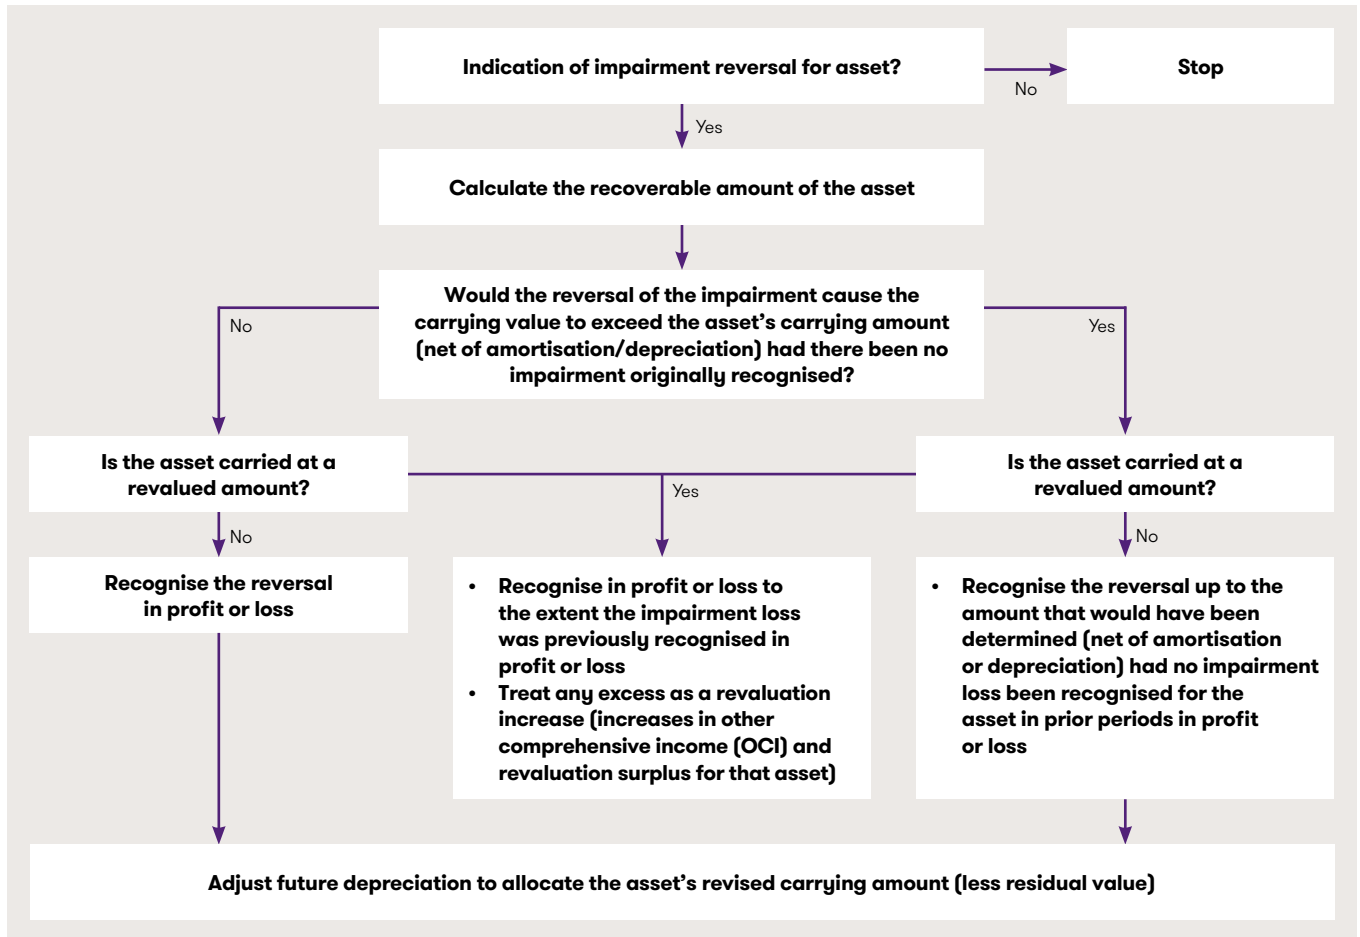 Indication of impairment reversal for asset?
No
Stop
Yes
Calculate the recoverable amount of the asset
Would the reversal of the impairment cause the
carrying value to exceed the asset's carrying amount
(net of amortisation/depreciation) had there been no
impairment originally recognised?
No
Yes
Is the asset carried at a
revalued amount?
Yes
Is the asset carried at a
revalued amount?
No
No
Recognise the reversal
in profit or loss
• Recognise in profit or loss to
the extent the impairment loss
was previously recognised in
profit or loss
• Treat any excess as a revaluation
increase (increases in other
comprehensive income (OCI) and
revaluation surplus for that asset)
• Recognise the reversal up to the
amount that would have been
determined (net of amortisation
or depreciation) had no impairment
loss been recognised for the
asset in prior periods in profit
or loss
Adjust future depreciation to allocate the asset's revised carrying amount (less residual value)